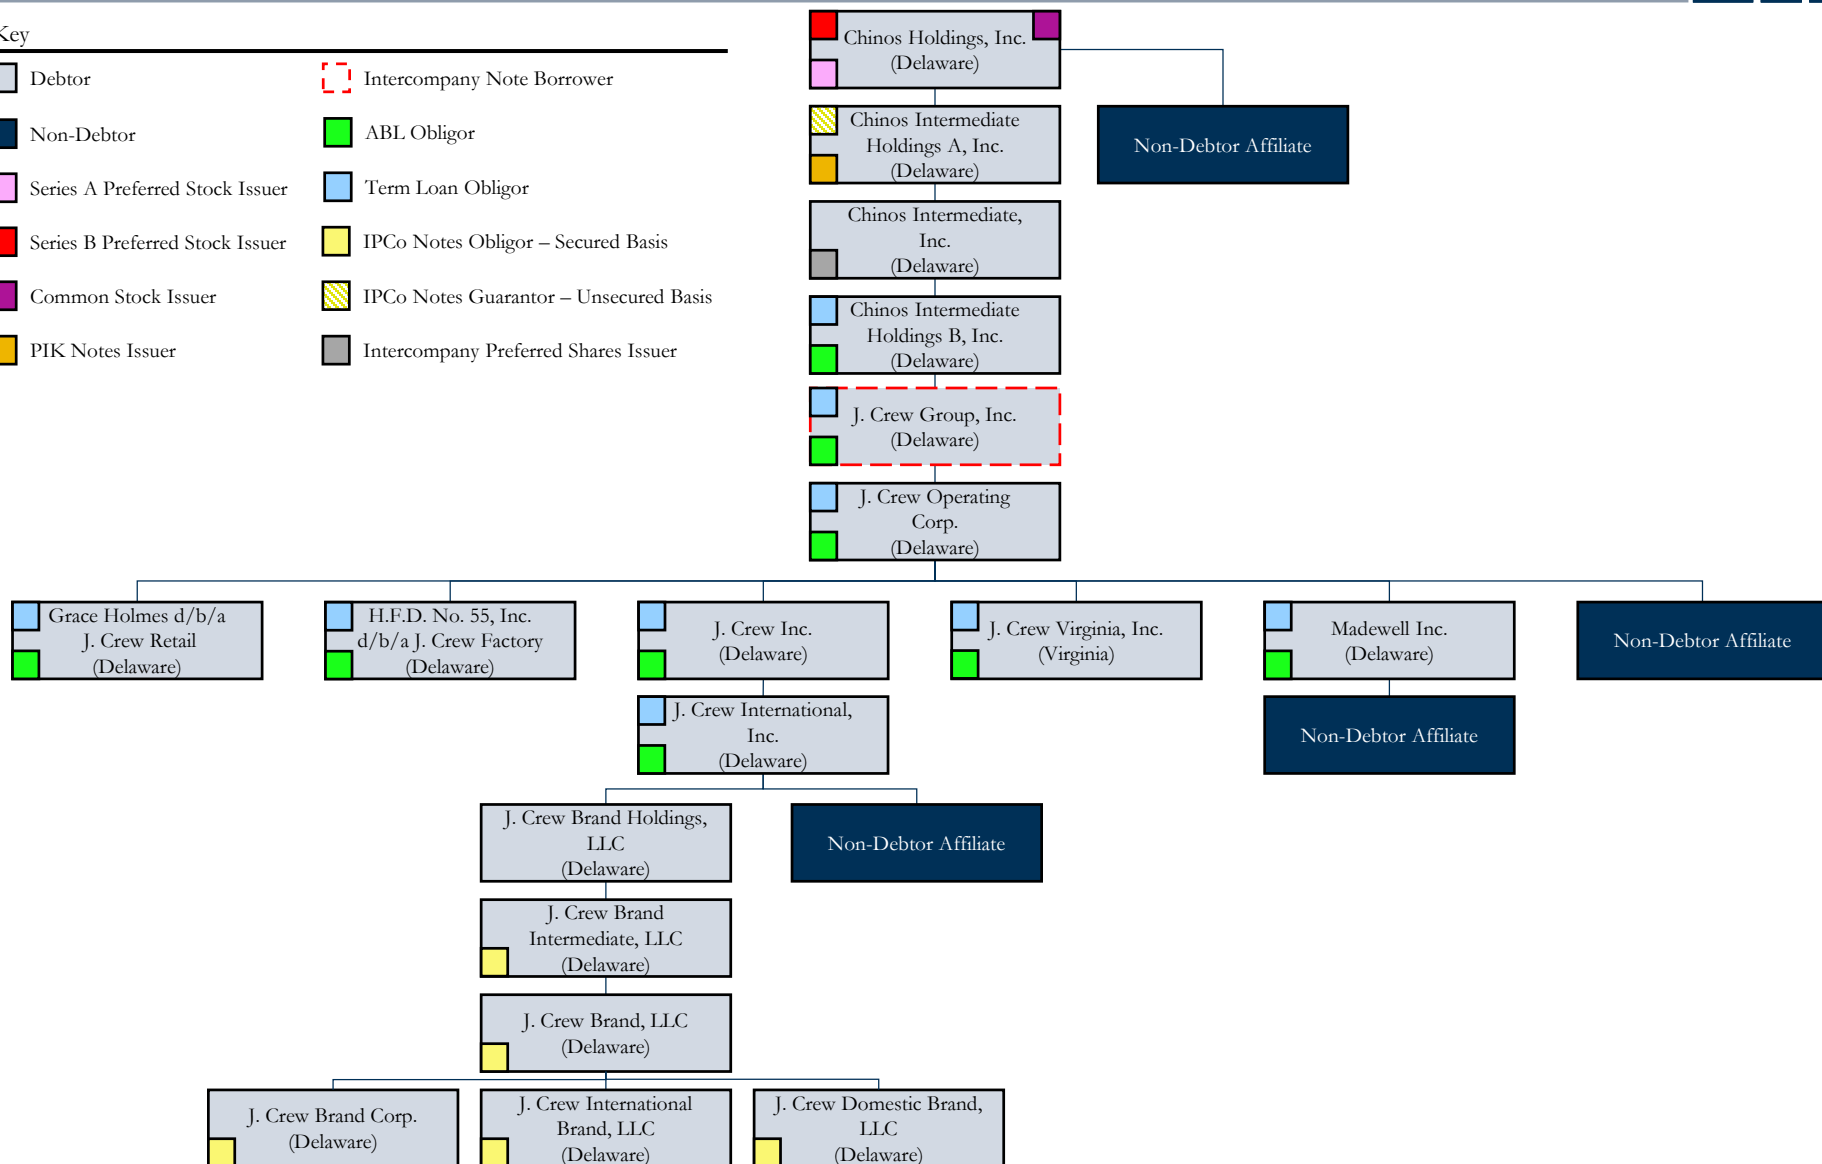 Key
Debtor
Non-Debtor
Series A Preferred Stock Issuer
Series B Preferred Stock Issuer
Common Stock Issuer
PIK Notes Issuer
Intercompany Note Borrower
ABL Obligor
Term Loan Obligor
IPCo Notes Obligor – Secured Basis
IPCo Notes Guarantor – Unsecured Basis
Intercompany Preferred Shares Issuer
Chinos Holdings, Inc.
(Delaware)
Chinos Intermediate
Holdings A, Inc.
(Delaware)
Non-Debtor Affiliate
Chinos Intermediate,
Inc.
(Delaware)
Chinos Intermediate
Holdings B, Inc.
(Delaware)
J. Crew Group, Inc.
(Delaware)
J. Crew Operating
Corp.
(Delaware)
Grace Holmes d/b/a
J. Crew Retail
(Delaware)
H.F.D. No. 55, Inc.
d/b/a J. Crew Factory
(Delaware)
J. Crew Inc.
(Delaware)
J. Crew Virginia, Inc.
(Virginia)
Madewell Inc.
(Delaware)
Non-Debtor Affiliate
J. Crew International,
Inc.
(Delaware)
Non-Debtor Affiliate
J. Crew Brand Holdings,
LLC
(Delaware)
Non-Debtor Affiliate
J. Crew Brand
Intermediate, LLC
(Delaware)
J. Crew Brand, LLC
(Delaware)
J. Crew Brand Corp.
(Delaware)
J. Crew International
Brand, LLC
(Delaware)
J. Crew Domestic Brand,
LLC
(Delaware)